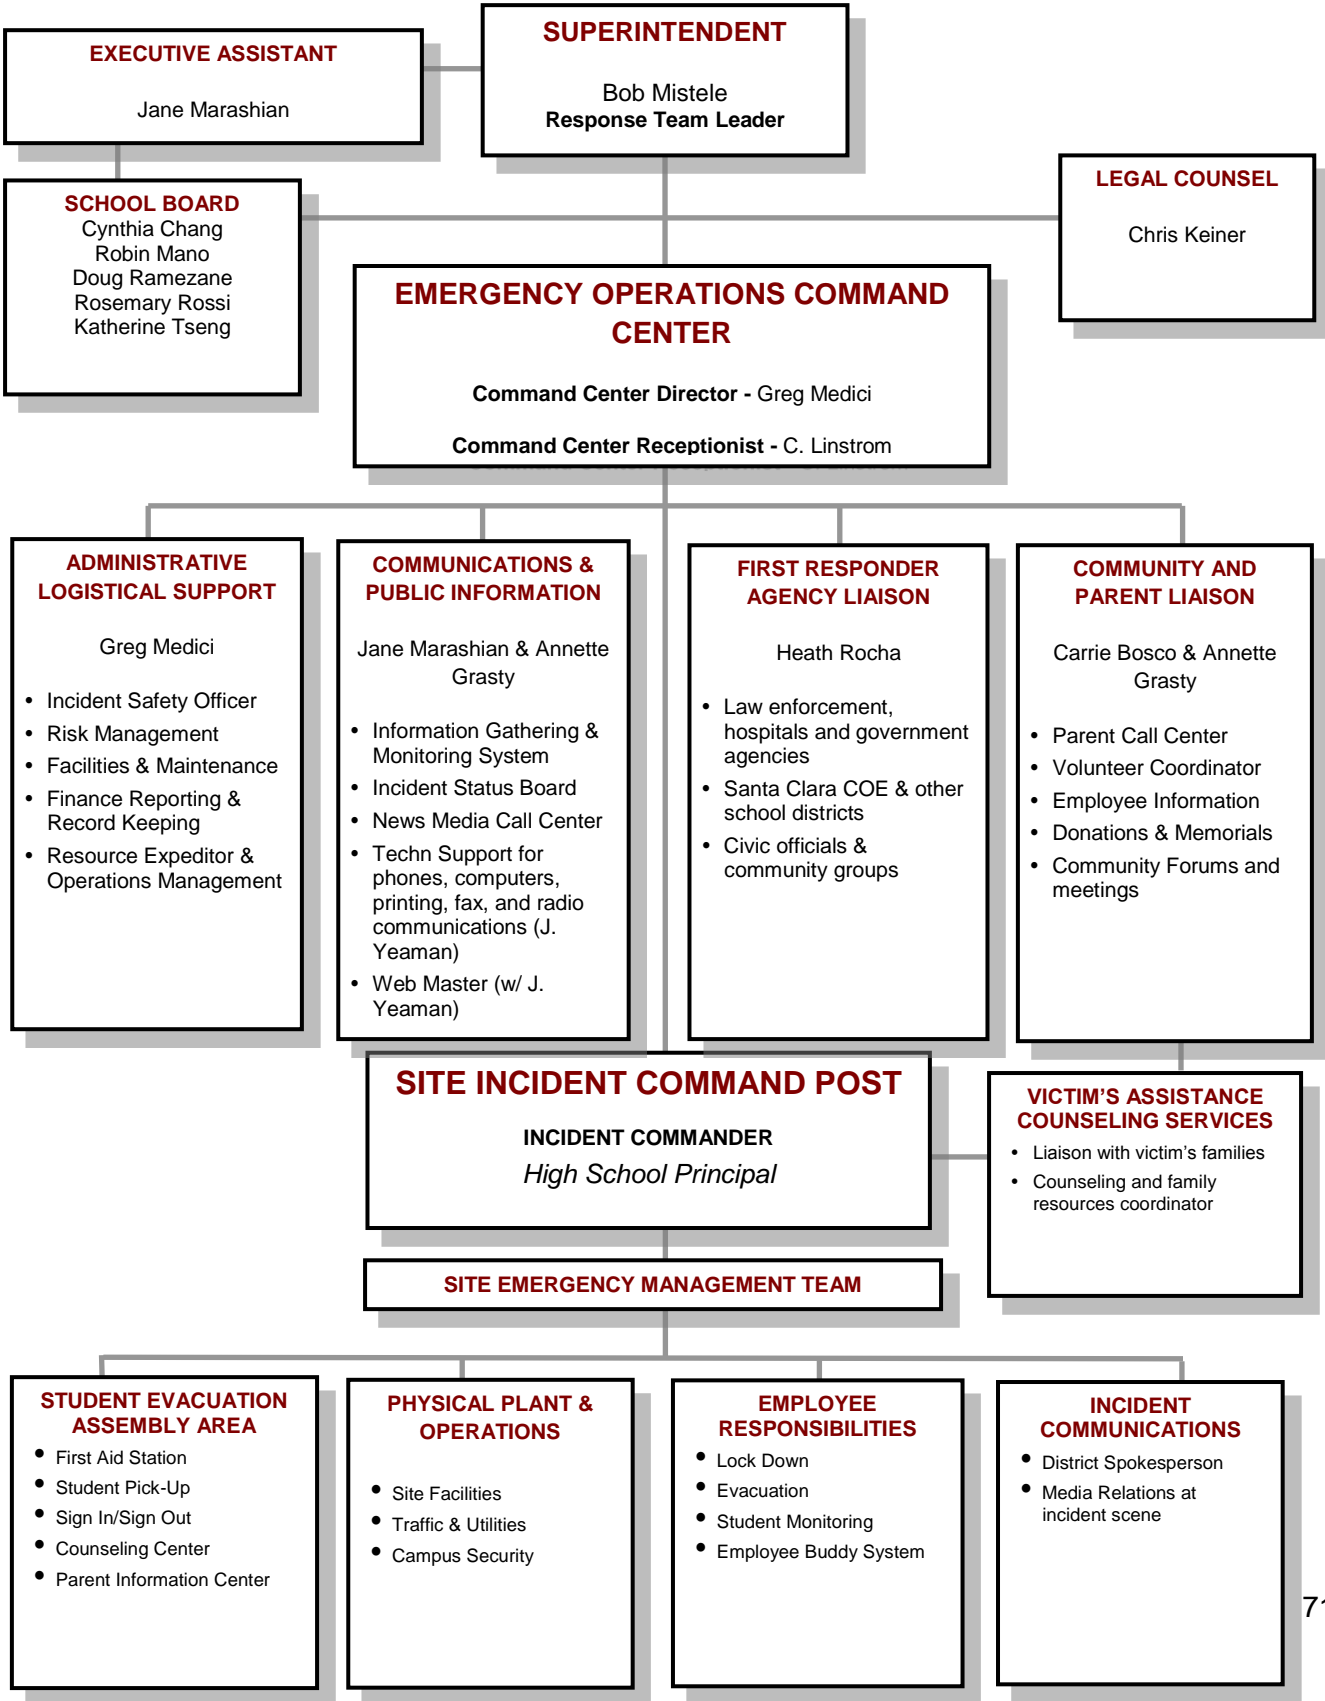 EXECUTIVE ASSISTANT
Jane Marashian
SUPERINTENDENT
Bob Mistele
Response Team Leader
SCHOOL BOARD
Cynthia Chang
Robin Mano
Doug Ramezane
Rosemary Rossi
Katherine Tseng
LEGAL COUNSEL
Chris Keiner
EMERGENCY OPERATIONS COMMAND
CENTER
Command Center Director - Greg Medici
Command Center Receptionist - C. Linstrom
ADMINISTRATIVE
LOGISTICAL SUPPORT
Greg Medici
• Incident Safety Officer
• Risk Management
• Facilities & Maintenance
• Finance Reporting &
Record Keeping
• Resource Expeditor &
Operations Management
COMMUNICATIONS &
PUBLIC INFORMATION
Jane Marashian & Annette
Grasty
• Information Gathering &
Monitoring System
• Incident Status Board
• News Media Call Center
• Techn Support for
phones, computers,
printing, fax, and radio
communications (J.
Yeaman)
• Web Master (w/ J.
Yeaman)
FIRST RESPONDER
AGENCY LIAISON
Heath Rocha
• Law enforcement,
hospitals and government
agencies
• Santa Clara COE & other
school districts
• Civic officials &
community groups
COMMUNITY AND
PARENT LIAISON
Carrie Bosco & Annette
Grasty
• Parent Call Center
• Volunteer Coordinator
• Employee Information
• Donations & Memorials
• Community Forums and
meetings
SITE INCIDENT COMMAND POST
INCIDENT COMMANDER
High School Principal
VICTIM'S ASSISTANCE
COUNSELING SERVICES
• Liaison with victim's families
• Counseling and family
resources coordinator
SITE EMERGENCY MANAGEMENT TEAM
STUDENT EVACUATION
ASSEMBLY AREA
• First Aid Station
• Student Pick-Up
• Sign In/Sign Out
• Counseling Center
• Parent Information Center
PHYSICAL PLANT &
OPERATIONS
• Site Facilities
• Traffic & Utilities
• Campus Security
EMPLOYEE
RESPONSIBILITIES
• Lock Down
• Evacuation
• Student Monitoring
• Employee Buddy System
INCIDENT
COMMUNICATIONS
• District Spokesperson
• Media Relations at
incident scene
71